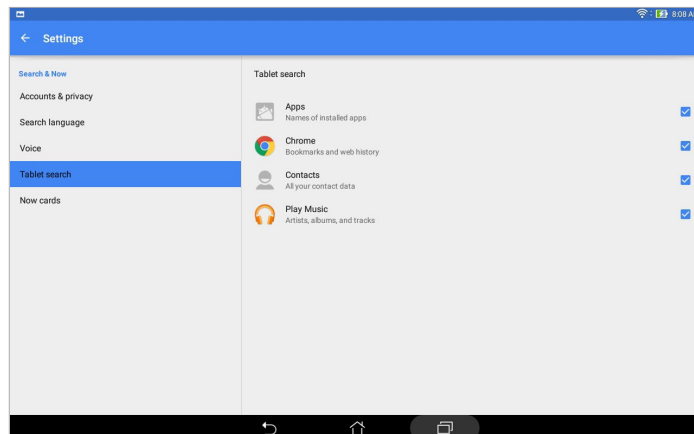 8:08 A
Settings
Search & Now
Accounts & privacy
Search language
Voice
Tablet search
Now cards
Tablet search
Apps
Names of installed apps
Chrome
Bookmarks and web history
Contacts
All your contact data
Play Music
Artists, albums, and tracks